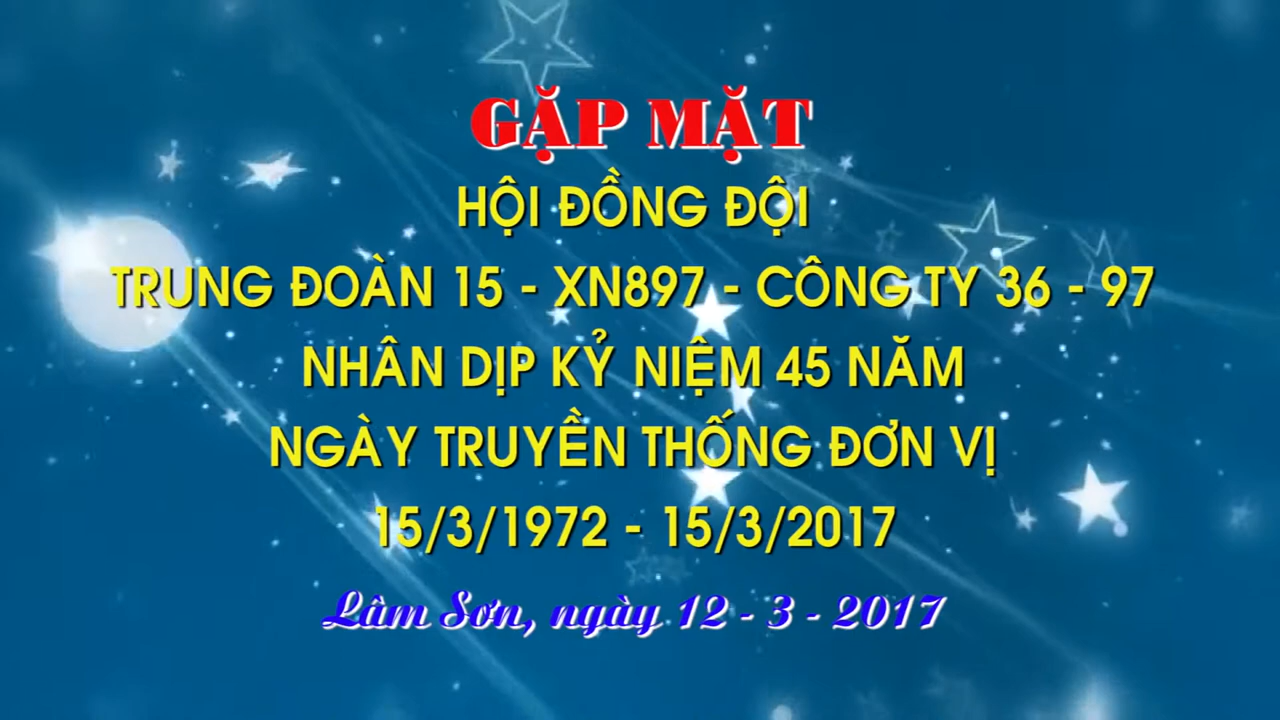 GẶP MẶT
HỘI ĐỒNG ĐỘI
TRUNG ĐOÀN 15 - XN897 - CÔNG TY 36 - 97
NHÂN DỊP KỶ NIỆM 45 NĂM
NGÀY TRUYỀN THỐNG ĐƠN VỊ
15/3/1972 - 15/3/2017
Lâm Sơn, ngày 12 - 3 - 2017